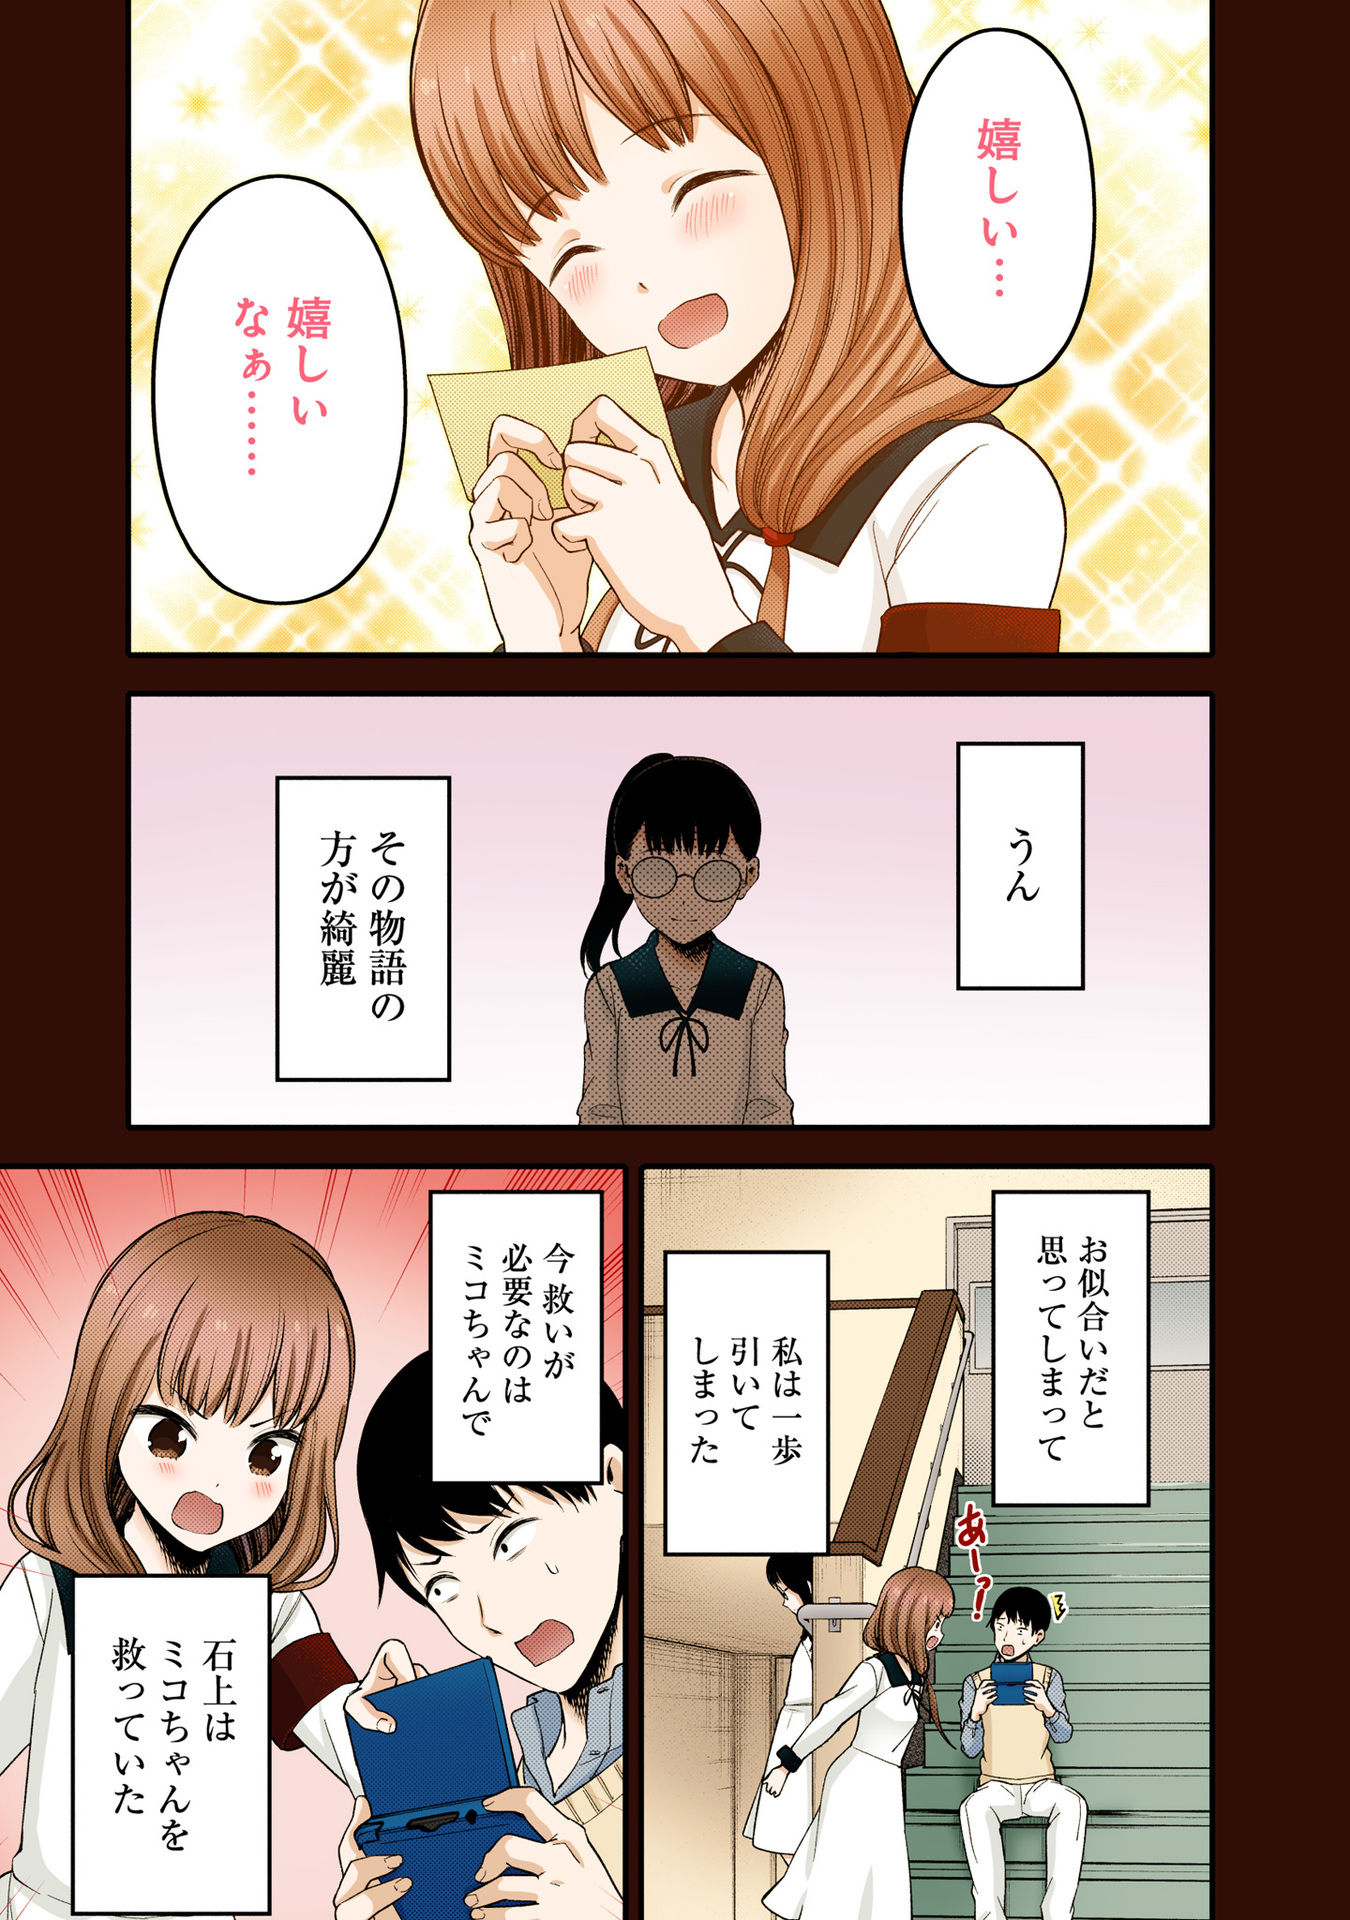 嬉しい…
嬉しい
なぁ……
うん
その物語の
方が綺麗
お似合いだと
思ってしまって
私は一歩
引いて
しまった
あーっ！
今救いが
必要なのは
ミコちゃんで
石上は
ミコちゃんを
救っていた